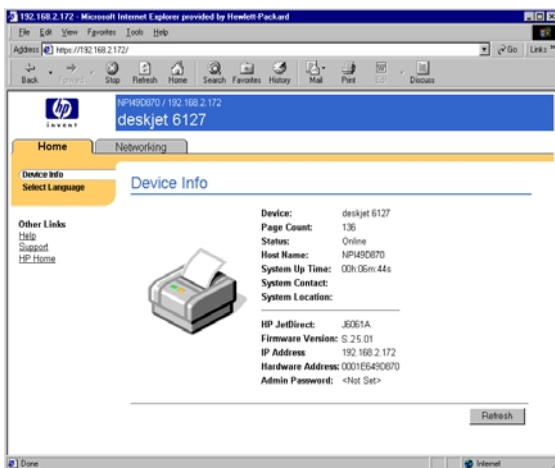 192.168.2.172 - Microsoft Internet Explorer provided by Hewlett-Packard
File Edit View Favorites Tools Help
Address https://192.168.2.172/ Go Links »
Back Forward Stop Refresh Home Search Favorites History Mail Print Edit Discuss
hp
invent
NPI49D870 / 192.168.2.172
deskjet 6127
Home Networking
Device Info
Select Language
Device Info
Other Links
Help
Support
HP Home
Device: deskjet 6127
Page Count: 136
Status: Online
Host Name: NPI49D870
System Up Time: 00h:06m:44s
System Contact:
System Location:
HP JetDirect: J6061A
Firmware Version: S.25.01
IP Address 192.168.2.172
Hardware Address: 0001E649D870
Admin Password: <Not Set>
Refresh
Done Internet